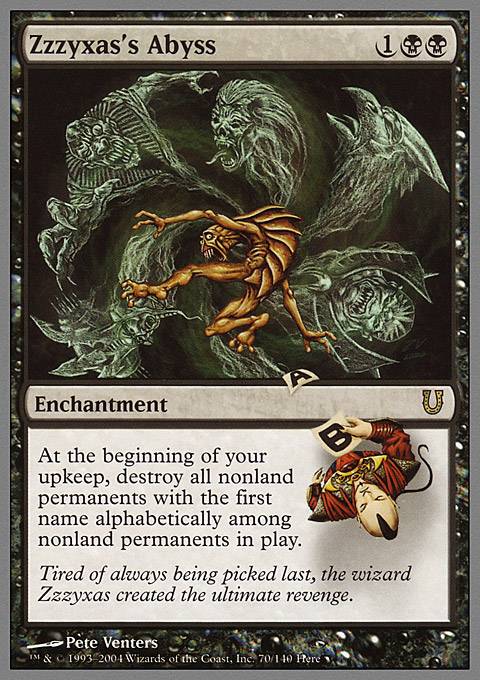 Zzzyxas's Abyss 1
A
Enchantment
B
At the beginning of your
upkeep, destroy all nonland
permanents with the first
name alphabetically among
nonland permanents in play.
Tired of always being picked last, the wizard
Zzzyxas created the ultimate revenge.
Pete Venters
™ & © 1993–2004 Wizards of the Coast, Inc. 70/140 Here